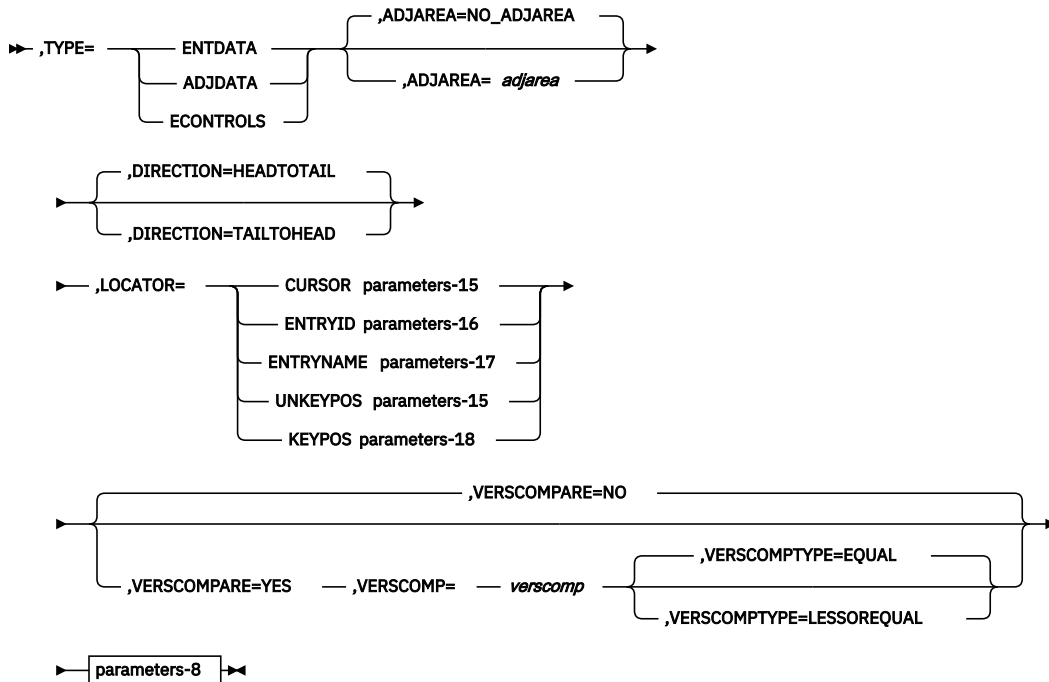 ,ADJAREA=NO_ADJAREA
,TYPE= ENTDATA
,ADJAREA= adjarea
ADJDATA
ECONTROLS
,DIRECTION=HEADTOTAIL
,DIRECTION=TAILTOHEAD
,LOCATOR= CURSOR parameters-15
ENTRYID parameters-16
ENTRYNAME parameters-17
UNKEYPOS parameters-15
KEYPOS parameters-18
,VERSCOMPARE=NO
,VERSCOMPTYPE=EQUAL
,VERSCOMPARE=YES ,VERSCOMP= verscomp
,VERSCOMPTYPE=LESSOREQUAL
parameters-8